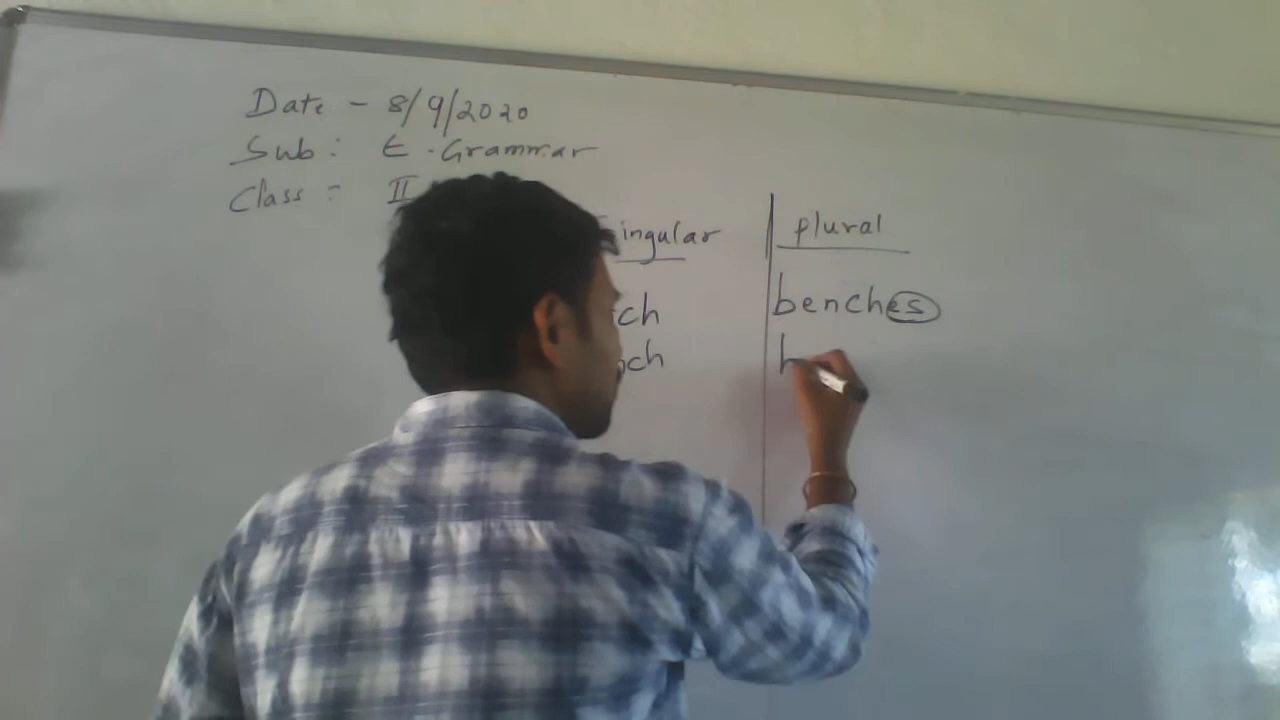 Date - 8/9/2020
Sub: E. Grammar
Class: II
Singular | plural
ch | benches
ch